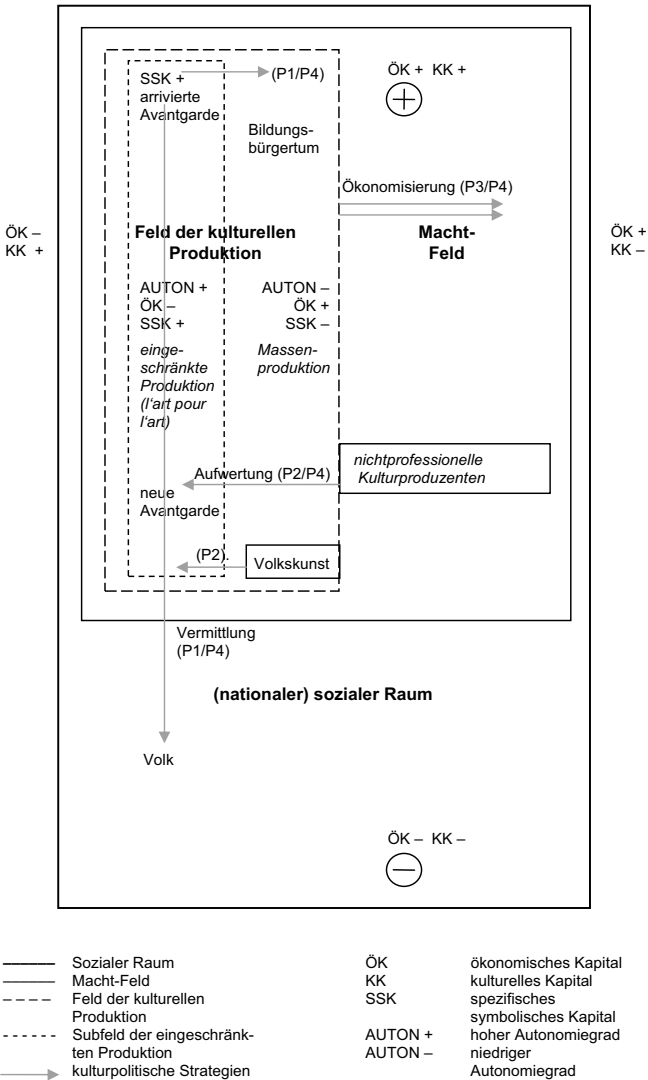 ÖK + KK +
SSK +
arrivierte
Avantgarde
(P1/P4)
Bildungs-
bürgertum
Ökonomisierung (P3/P4)
ÖK –
KK +
Feld der kulturellen
Produktion
Macht-
Feld
ÖK +
KK –
AUTON +
ÖK –
SSK +
einge-
schränkte
Produktion
(l'art pour
l'art)
AUTON –
ÖK +
SSK –
Massen-
produktion
nichtprofessionelle
Kulturproduzenten
Aufwertung (P2/P4)
neue
Avantgarde
(P2).
Volkskunst
Vermittlung
(P1/P4)
(nationaler) sozialer Raum
Volk
ÖK – KK –
Sozialer Raum
Macht-Feld
Feld der kulturellen
Produktion
Subfeld der eingeschränk-
ten Produktion
kulturpolitische Strategien
ÖK ökonomisches Kapital
KK kulturelles Kapital
SSK spezifisches
symbolisches Kapital
AUTON + hoher Autonomiegrad
AUTON – niedriger
Autonomiegrad